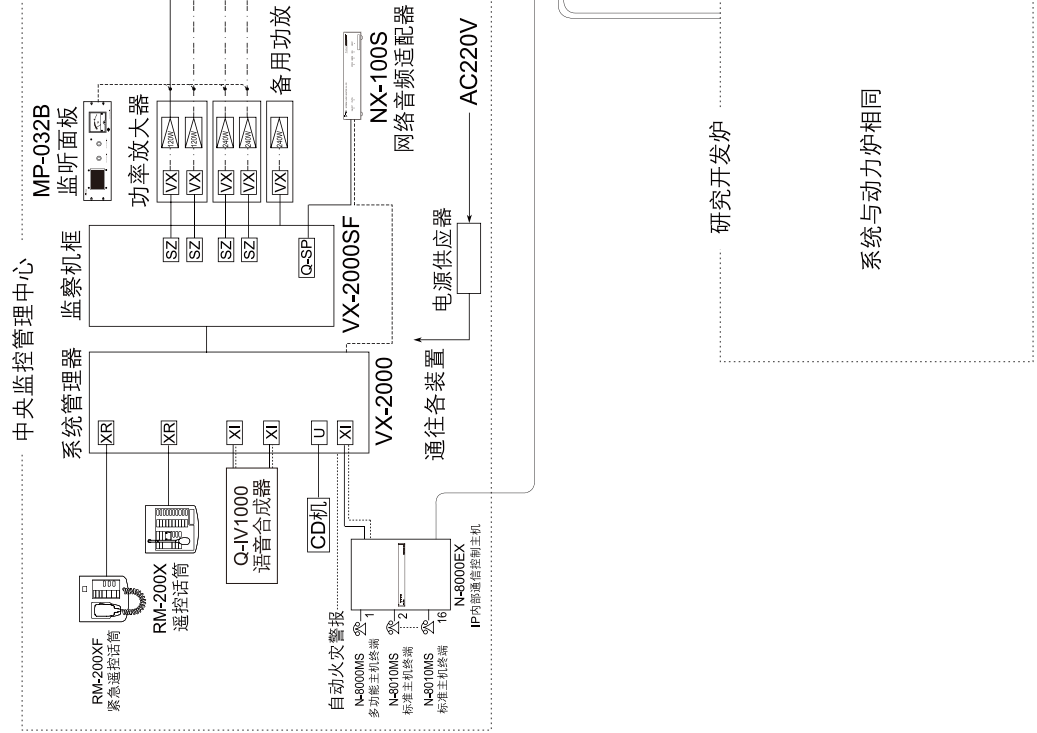 中央监控管理中心
MP-032B
监听面板
功率放大器
备用功放
120W
120W
240W
240W
240W
VX
VX
VX
VX
VX
NX-100S
网络音频适配器
AC220V
监察机框
SZ
SZ
SZ
SZ
Q-SP
VX-2000SF
电源供应器
通往各装置
系统管理器
XR
XR
XI
XI
U
XI
VX-2000
RM-200XF
紧急遥控话筒
RM-200X
遥控话筒
Q-IV1000
语音合成器
CD机
自动火灾警报
N-8000EX
IP内部通信控制主机
1
2
16
N-8000MS
多功能主机终端
N-8010MS
标准主机终端
N-8010MS
标准主机终端
研究开发炉
系统与动力炉相同